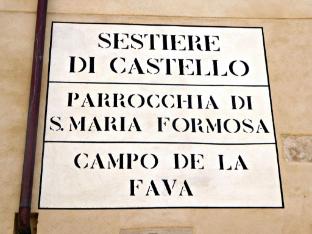 SESTIERE
DI CASTELLO
PARROCCHIA DI
S. MARIA FORMOSA
CAMPO DE LA
FAVA